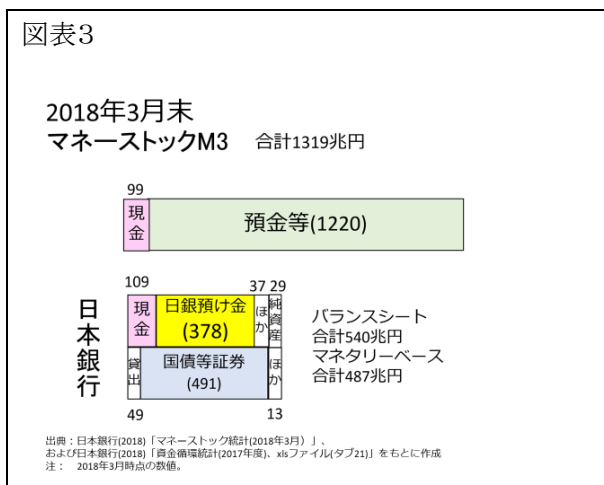 図表3
2018年3月末
マネーストックM3 合計1319兆円
99
現金
預金等(1220)
109
37 29
日本銀行
現金
日銀預け金
(378)
ほか
純資産
貸出
国債等証券
(491)
ほか
49
13
バランスシート
合計540兆円
マネタリーベース
合計487兆円
出典：日本銀行(2018)「マネーストック統計(2018年3月）」、
および日本銀行(2018)「資金循環統計(2017年度)、xlsファイル(タブ21)」をもとに作成
注： 2018年3月時点の数値。